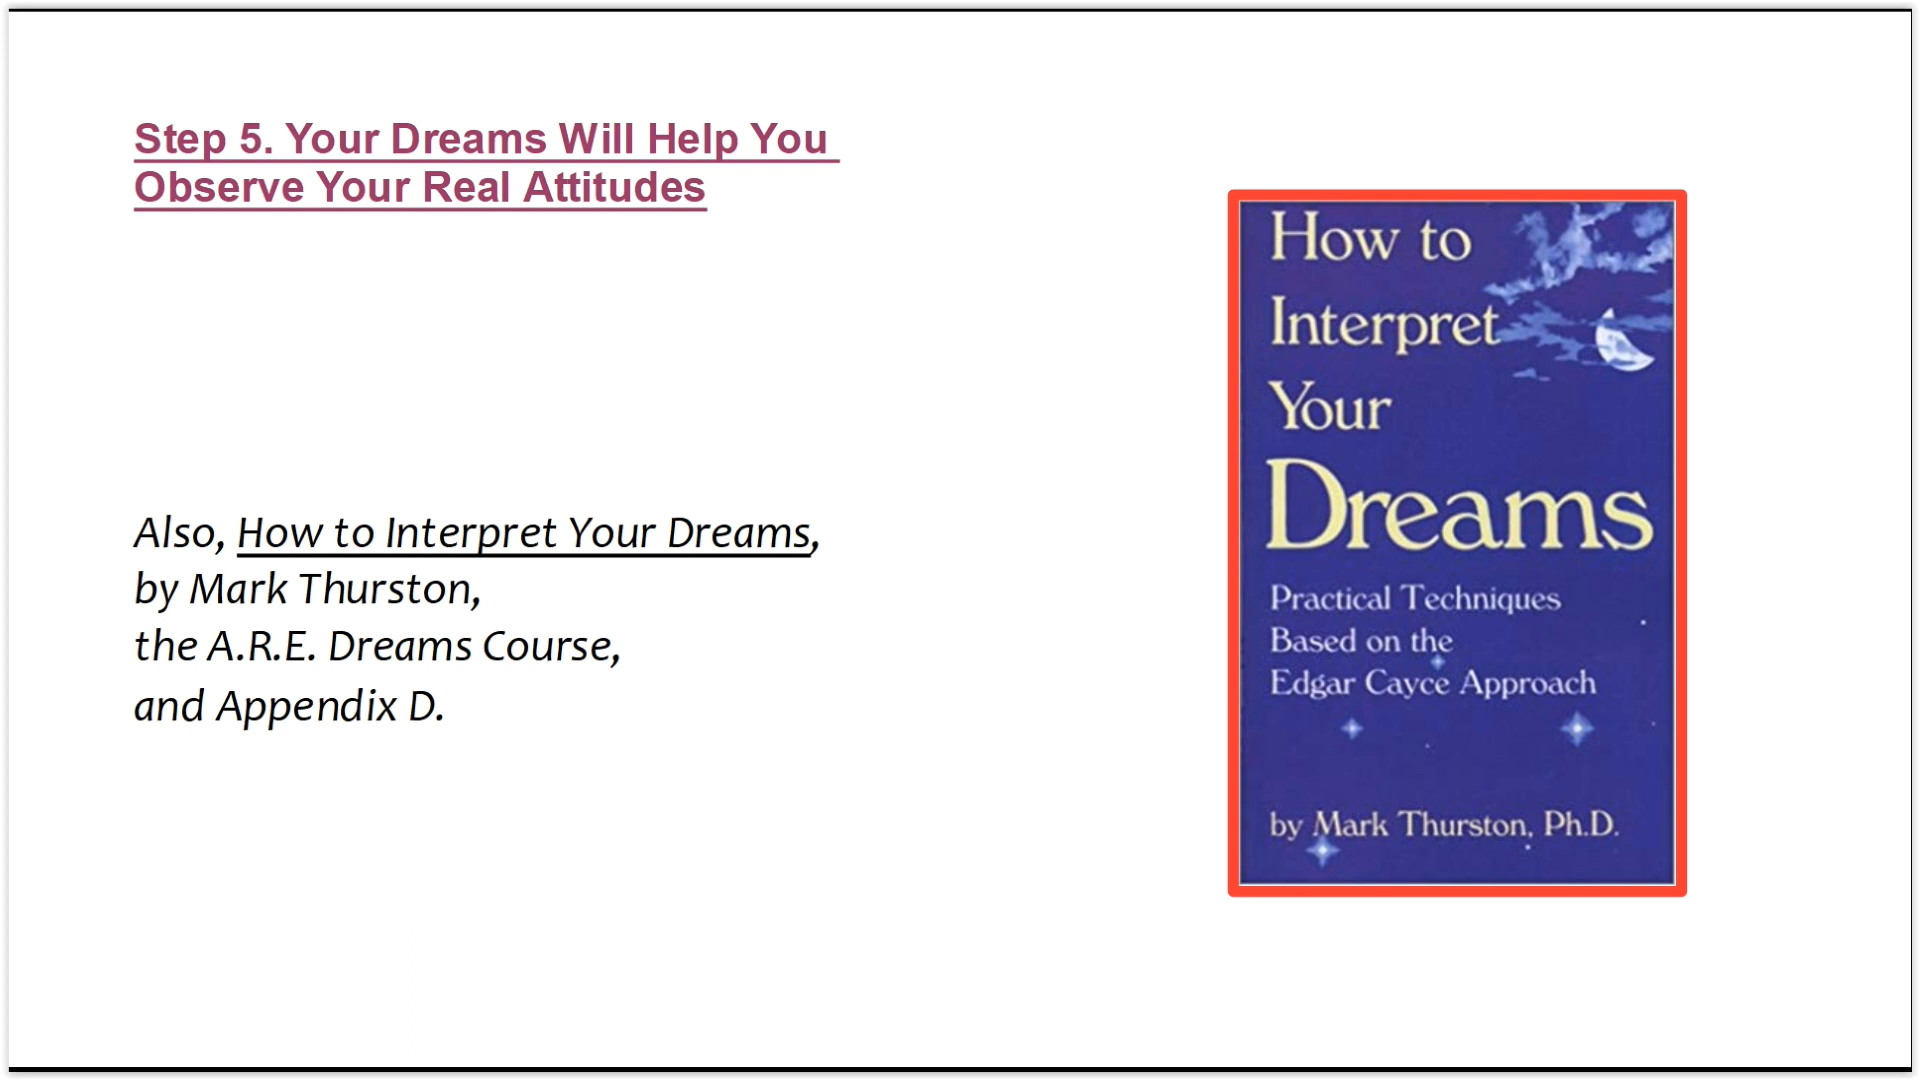 Step 5. Your Dreams Will Help You
Observe Your Real Attitudes
Also, How to Interpret Your Dreams,
by Mark Thurston,
the A.R.E. Dreams Course,
and Appendix D.
How to
Interpret
Your
Dreams
Practical Techniques
Based on the
Edgar Cayce Approach
by Mark Thurston, Ph.D.